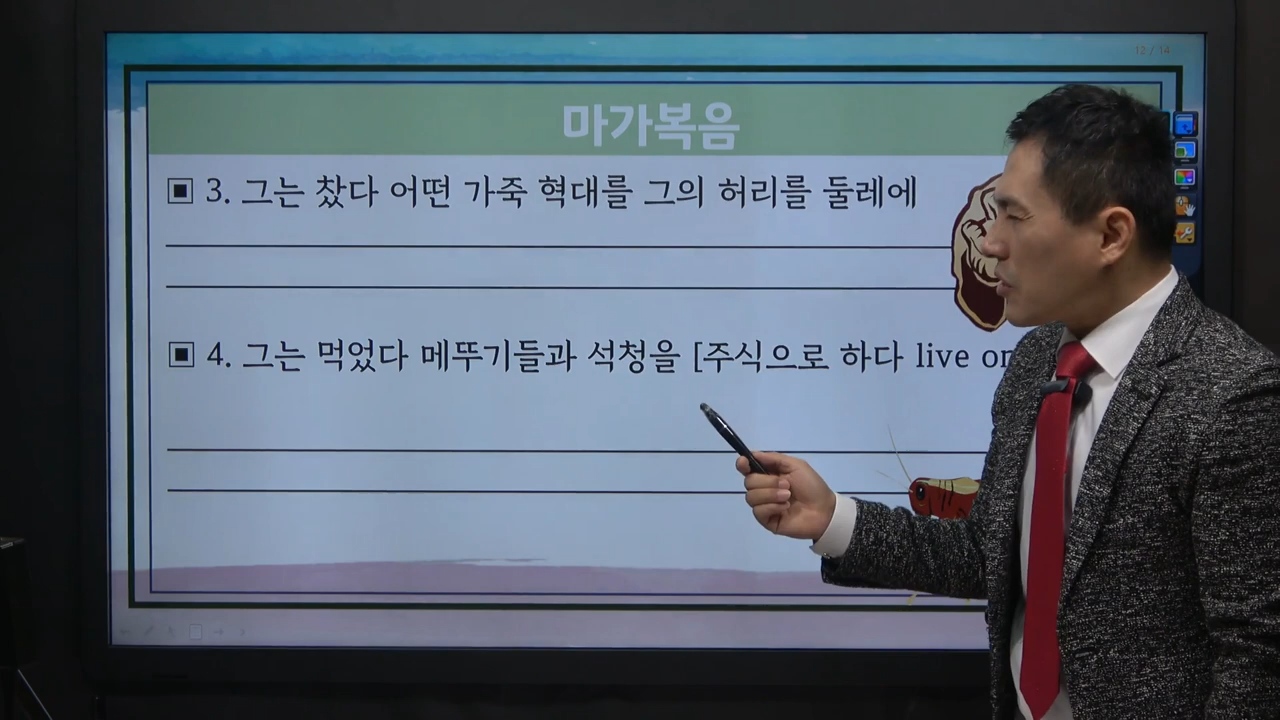 12 / 14
마가복음
▣ 3. 그는 찼다 어떤 가죽 혁대를 그의 허리를 둘레에
▣ 4. 그는 먹었다 메뚜기들과 석청을 [주식으로 하다 live on